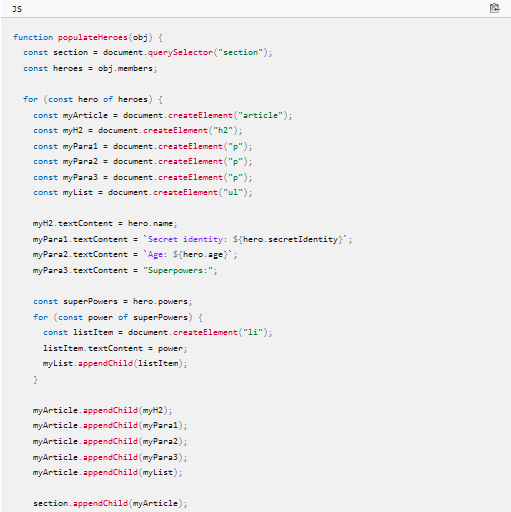 JS
function populateHeroes(obj) {
const section = document.querySelector("section");
const heroes = obj.members;
for (const hero of heroes) {
const myArticle = document.createElement("article");
const myH2 = document.createElement("h2");
const myPara1 = document.createElement("p");
const myPara2 = document.createElement("p");
const myPara3 = document.createElement("p");
const myList = document.createElement("ul");
myH2.textContent = hero.name;
myPara1.textContent = `Secret identity: ${hero.secretIdentity}`;
myPara2.textContent = `Age: ${hero.age}`;
myPara3.textContent = "Superpowers:";
const superPowers = hero.powers;
for (const power of superPowers) {
const listItem = document.createElement("li");
listItem.textContent = power;
myList.appendChild(listItem);
}
myArticle.appendChild(myH2);
myArticle.appendChild(myPara1);
myArticle.appendChild(myPara2);
myArticle.appendChild(myPara3);
myArticle.appendChild(myList);
section.appendChild(myArticle);